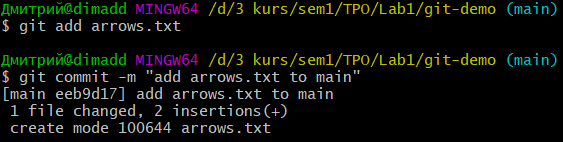 Дмитрий@dimadd MINGW64 /d/3 kurs/sem1/TPO/Lab1/git-demo (main)
$ git add arrows.txt
Дмитрий@dimadd MINGW64 /d/3 kurs/sem1/TPO/Lab1/git-demo (main)
$ git commit -m "add arrows.txt to main"
[main eeb9d17] add arrows.txt to main
 1 file changed, 2 insertions(+)
 create mode 100644 arrows.txt